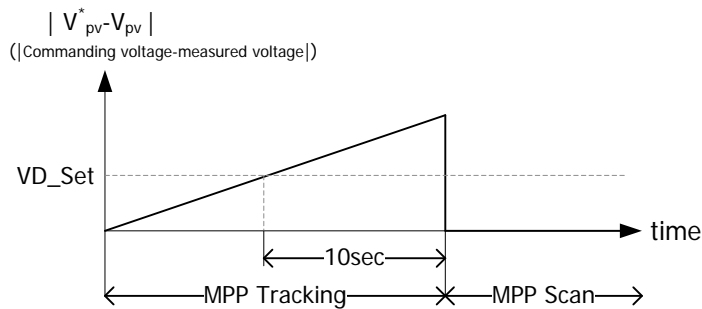 | V*pv-Vpv |
(|Commanding voltage-measured voltage|)
VD_Set
time
10sec
MPP Tracking
MPP Scan